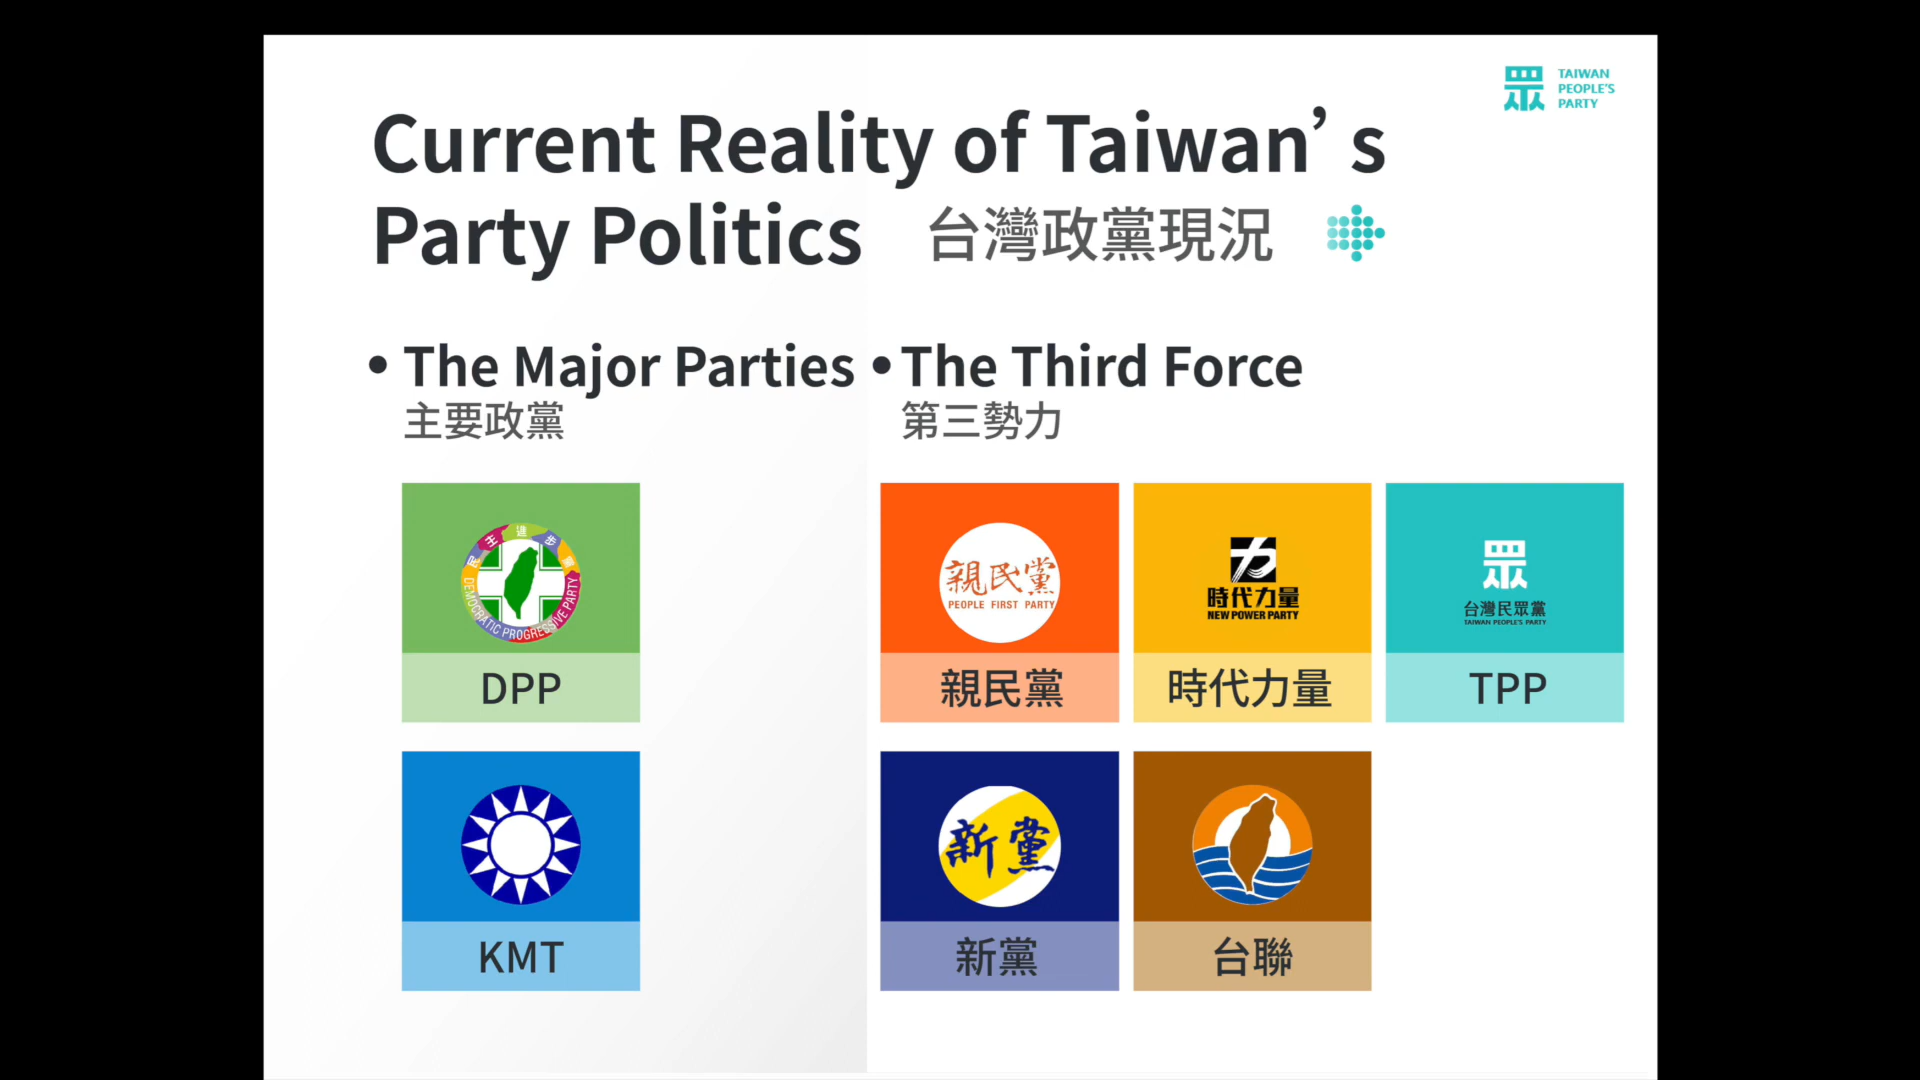 TAIWAN
PEOPLE'S
PARTY
眾
Current Reality of Taiwan’s
Party Politics 台灣政黨現況
• The Major Parties
主要政黨
• The Third Force
第三勢力
民主進步黨
DEMOCRATIC PROGRESSIVE PARTY
DPP
KMT
親民黨
PEOPLE FIRST PARTY
親民黨
力
時代力量
NEW POWER PARTY
時代力量
眾
台灣民眾黨
TAIWAN PEOPLE'S PARTY
TPP
新黨
新黨
台聯